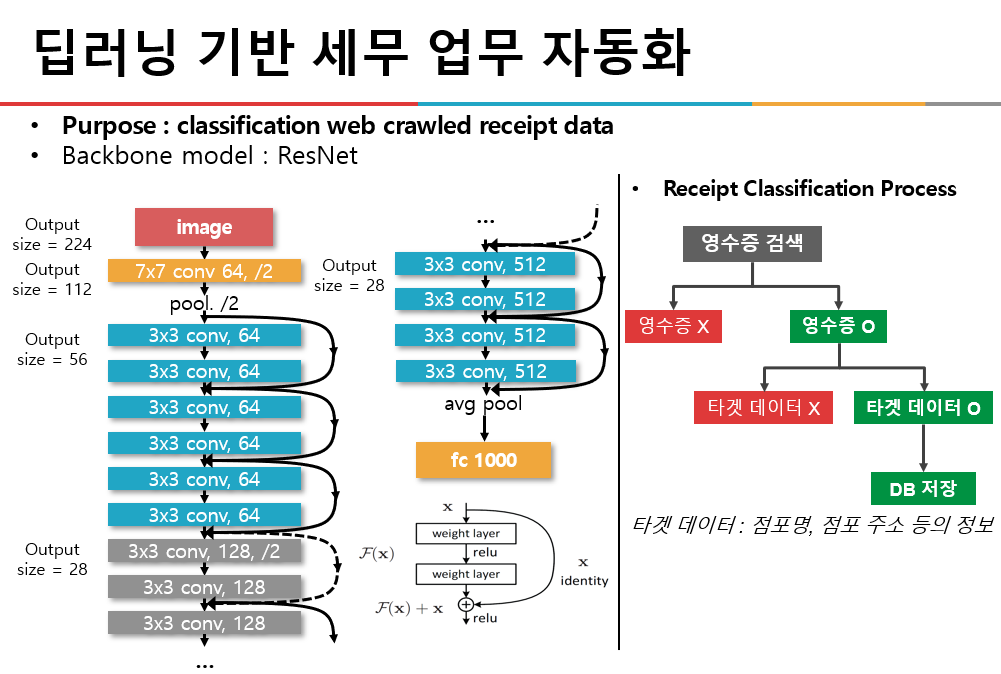 딥러닝 기반 세무 업무 자동화
• Purpose : classification web crawled receipt data
• Backbone model : ResNet
Output
size = 224
image
Output
size = 112
7x7 conv 64, /2
pool. /2
Output
size = 56
3x3 conv, 64
3x3 conv, 64
3x3 conv, 64
3x3 conv, 64
3x3 conv, 64
3x3 conv, 64
Output
size = 28
3x3 conv, 128, /2
3x3 conv, 128
3x3 conv, 128
...
...
Output
size = 28
3x3 conv, 512
3x3 conv, 512
3x3 conv, 512
3x3 conv, 512
avg pool
fc 1000
x
weight layer
F(x)
relu
weight layer
x
identity
F(x) + x
relu
• Receipt Classification Process
영수증 검색
영수증 X
영수증 O
타겟 데이터 X
타겟 데이터 O
DB 저장
타겟 데이터 : 점포명, 점포 주소 등의 정보